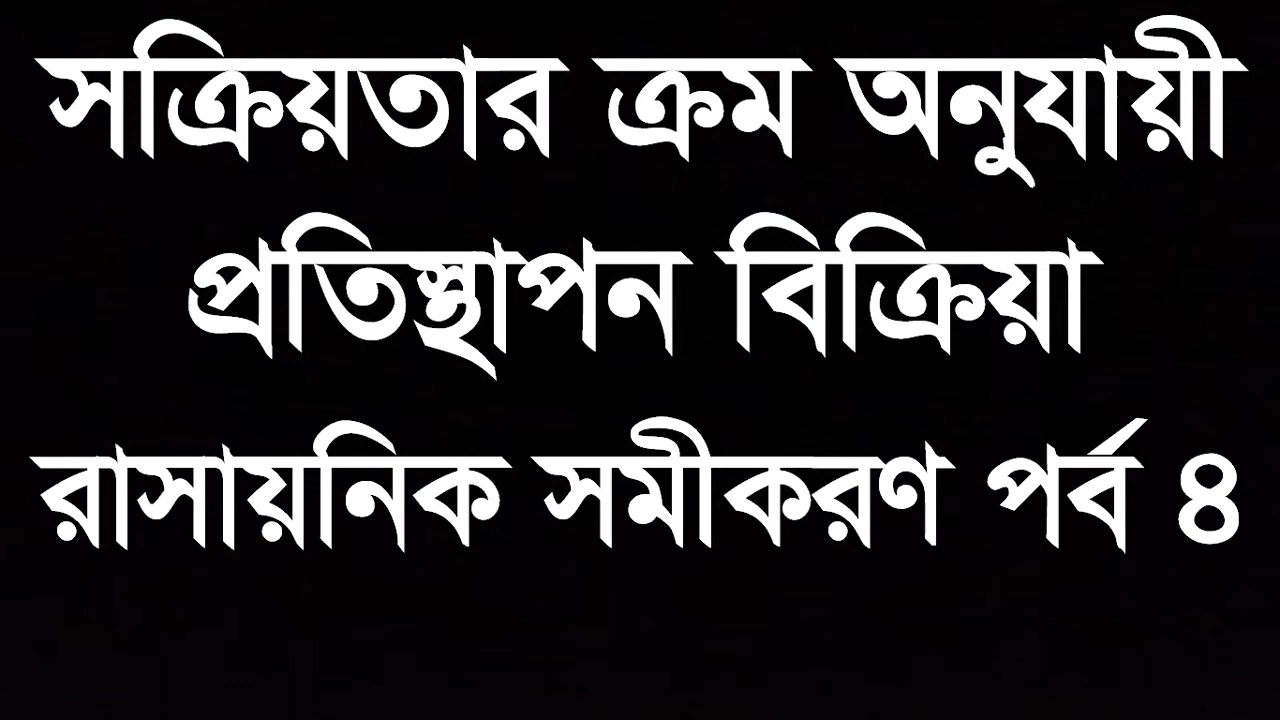 সক্রিয়তার ক্রম অনুযায়ী
প্রতিস্থাপন বিক্রিয়া
রাসায়নিক সমীকরণ পর্ব ৪